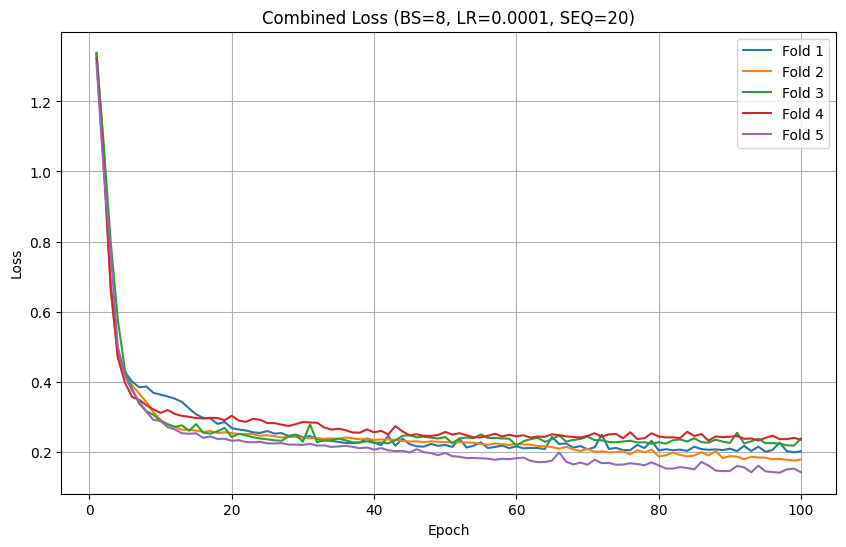 Combined Loss (BS=8, LR=0.0001, SEQ=20)
Fold 1
Fold 2
Fold 3
Fold 4
Fold 5
1.2
1.0
0.8
0.6
0.4
0.2
Loss
0 20 40 60 80 100
Epoch